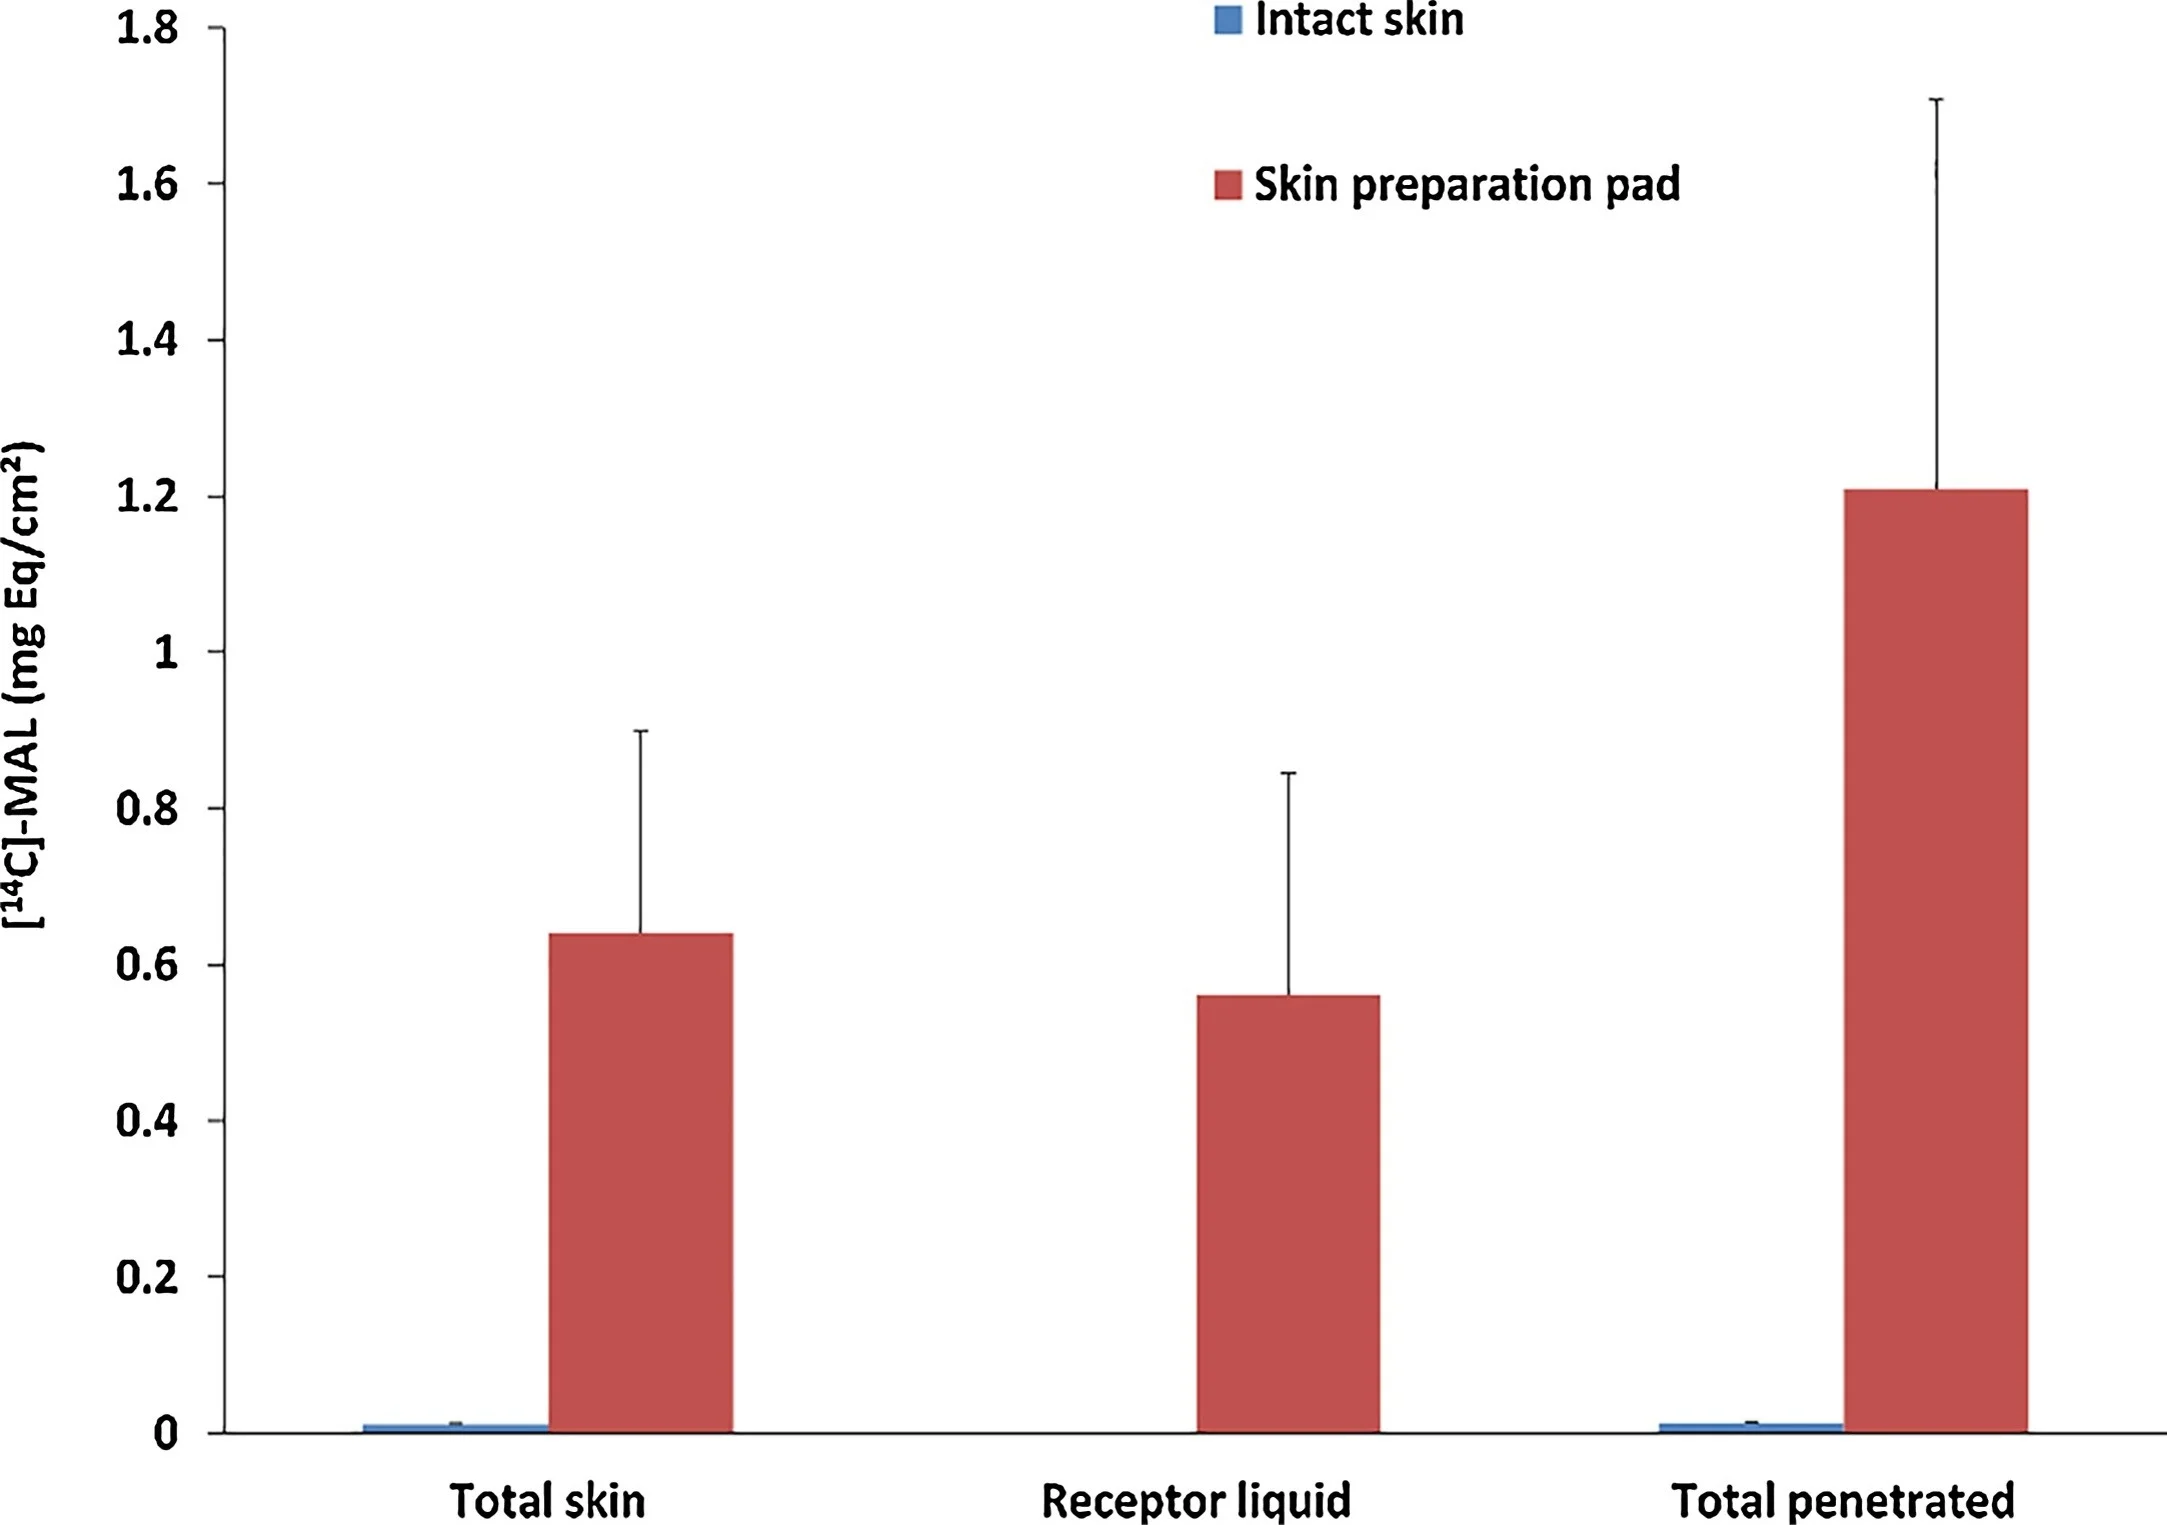 Intact skin
Skin preparation pad
1.8
1.6
1.4
1.2
1
0.8
0.6
0.4
0.2
0
[¹⁴C]-MAL (mg Eq/cm²)
Total skin
Receptor liquid
Total penetrated